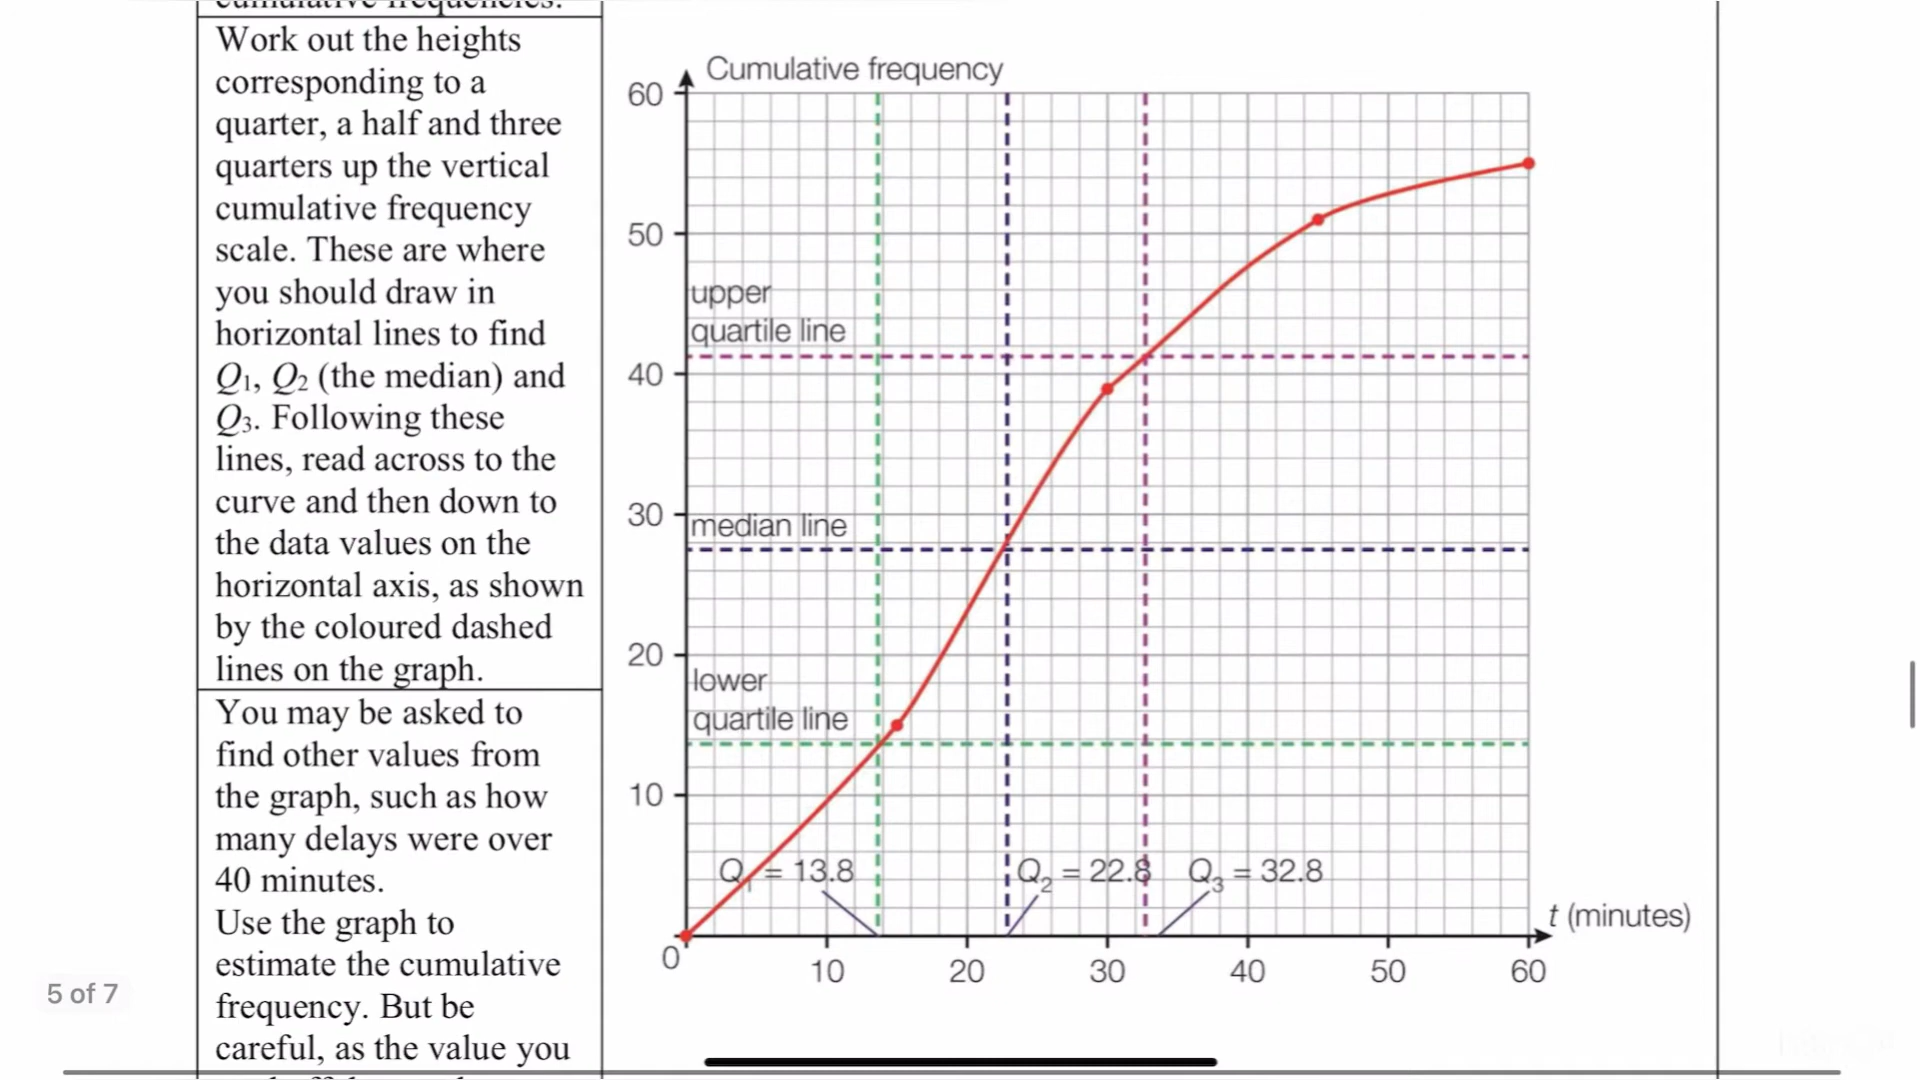 cumulative frequencies.
Work out the heights
corresponding to a
quarter, a half and three
quarters up the vertical
cumulative frequency
scale. These are where
you should draw in
horizontal lines to find
Q1, Q2 (the median) and
Q3. Following these
lines, read across to the
curve and then down to
the data values on the
horizontal axis, as shown
by the coloured dashed
lines on the graph.
You may be asked to
find other values from
the graph, such as how
many delays were over
40 minutes.
Use the graph to
estimate the cumulative
frequency. But be
careful, as the value you
Cumulative frequency
60
50
upper
quartile line
40
30
median line
20
lower
quartile line
10
Q1 = 13.8
Q2 = 22.8
Q3 = 32.8
t (minutes)
0
10
20
30
40
50
60
5 of 7